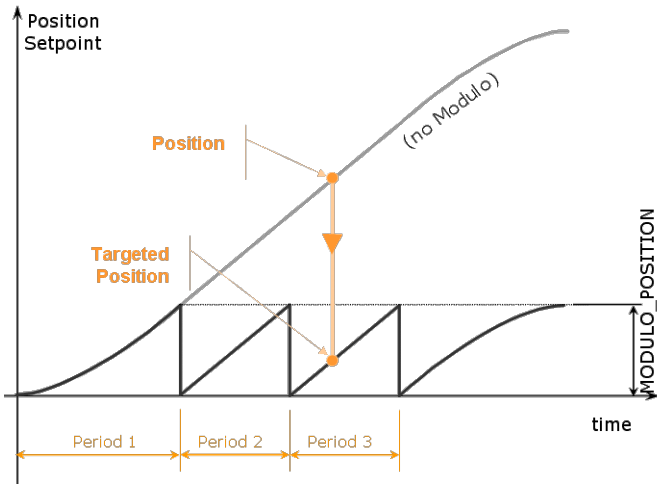 Position
Setpoint
(no Modulo)
Position
Targeted
Position
MODULO_POSITION
time
Period 1
Period 2
Period 3